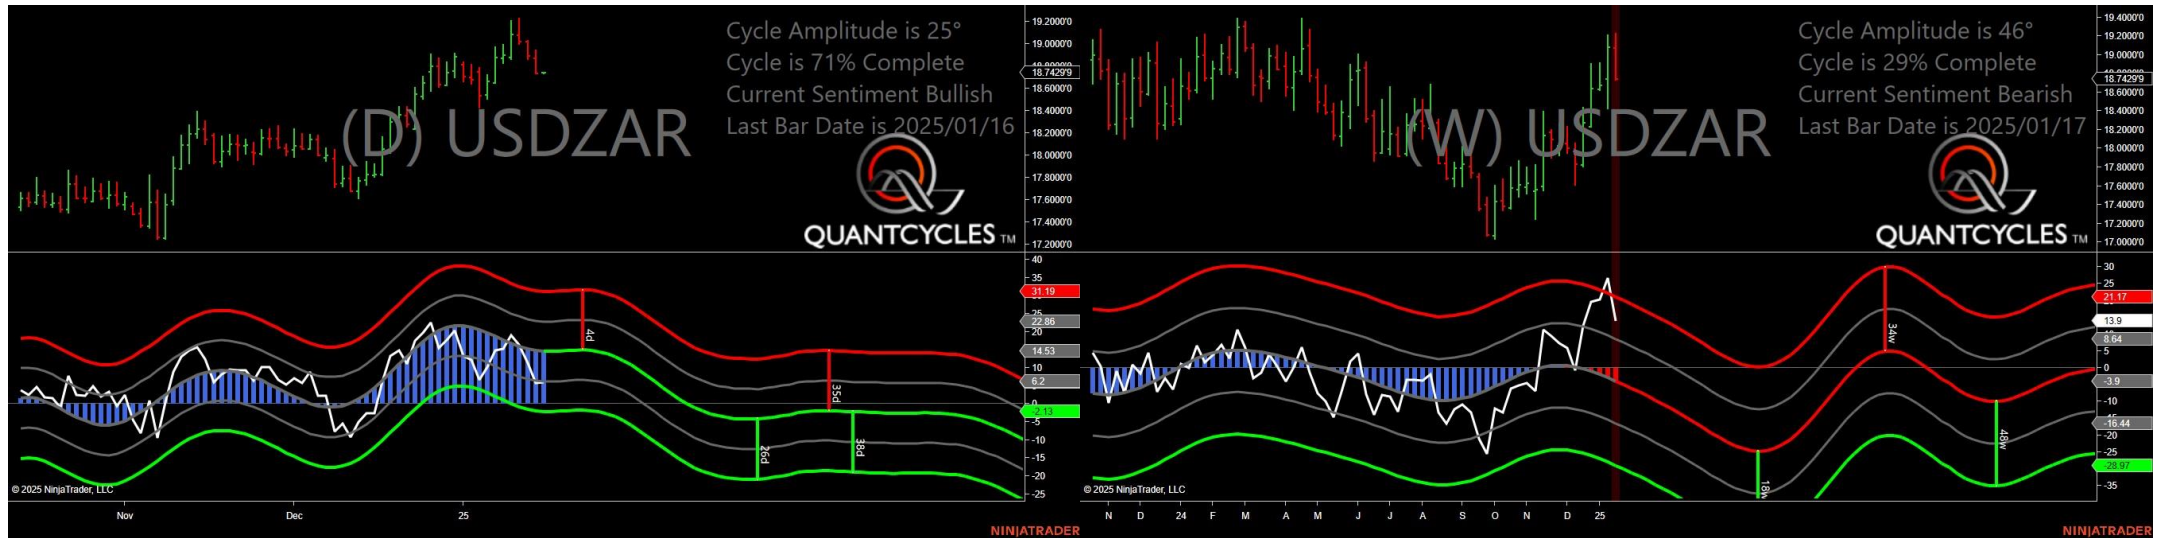 Cycle Amplitude is 25°
Cycle is 71% Complete
Current Sentiment Bullish
Last Bar Date is 2025/01/16
(D) USDZAR
QUANTCYCLES TM
19.2000'0
19.0000'0
18.7429'9
18.6000'0
18.4000'0
18.2000'0
18.0000'0
17.8000'0
17.6000'0
17.4000'0
17.2000'0
40
35
31.19
22.86
20
14.53
10
6.2
-2.13
-5
-10
-15
-20
-25
4d
35d
26d
38d
© 2025 NinjaTrader, LLC
Nov
Dec
25
NINJATRADER
Cycle Amplitude is 46°
Cycle is 29% Complete
Current Sentiment Bearish
Last Bar Date is 2025/01/17
(W) USDZAR
QUANTCYCLES TM
19.4000'0
19.2000'0
19.0000'0
18.7429'9
18.6000'0
18.4000'0
18.2000'0
18.0000'0
17.8000'0
17.6000'0
17.4000'0
17.2000'0
17.0000'0
30
21.17
13.9
8.64
5
0
-3.9
-10
-16.44
-20
-25
-28.97
-35
34w
48w
18w
© 2025 NinjaTrader, LLC
N
D
24
F
M
A
M
J
J
A
S
O
N
D
25
NINJATRADER